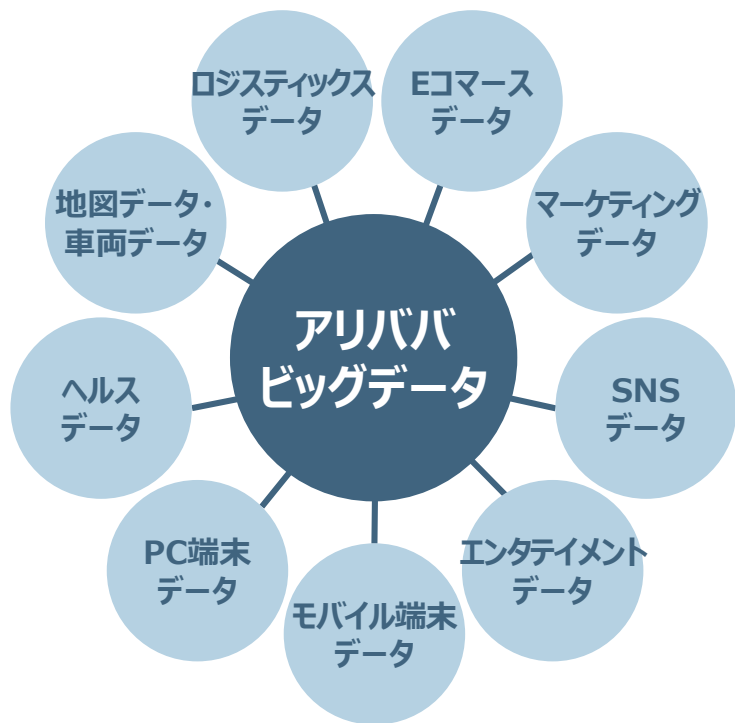 ロジスティックス
データ
Eコマース
データ
地図データ・
車両データ
マーケティング
データ
アリババ
ビッグデータ
ヘルス
データ
SNS
データ
PC端末
データ
エンタテイメント
データ
モバイル端末
データ